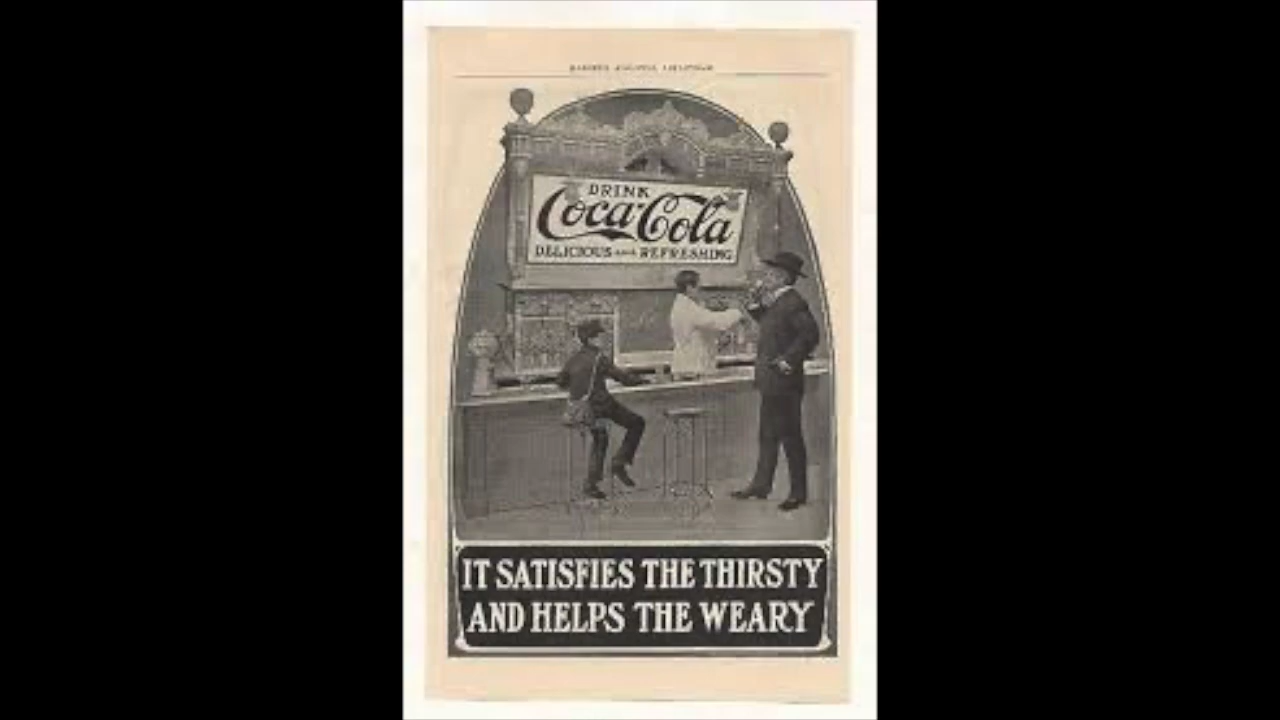 DRINK
Coca-Cola
DELICIOUS AND REFRESHING
IT SATISFIES THE THIRSTY
AND HELPS THE WEARY